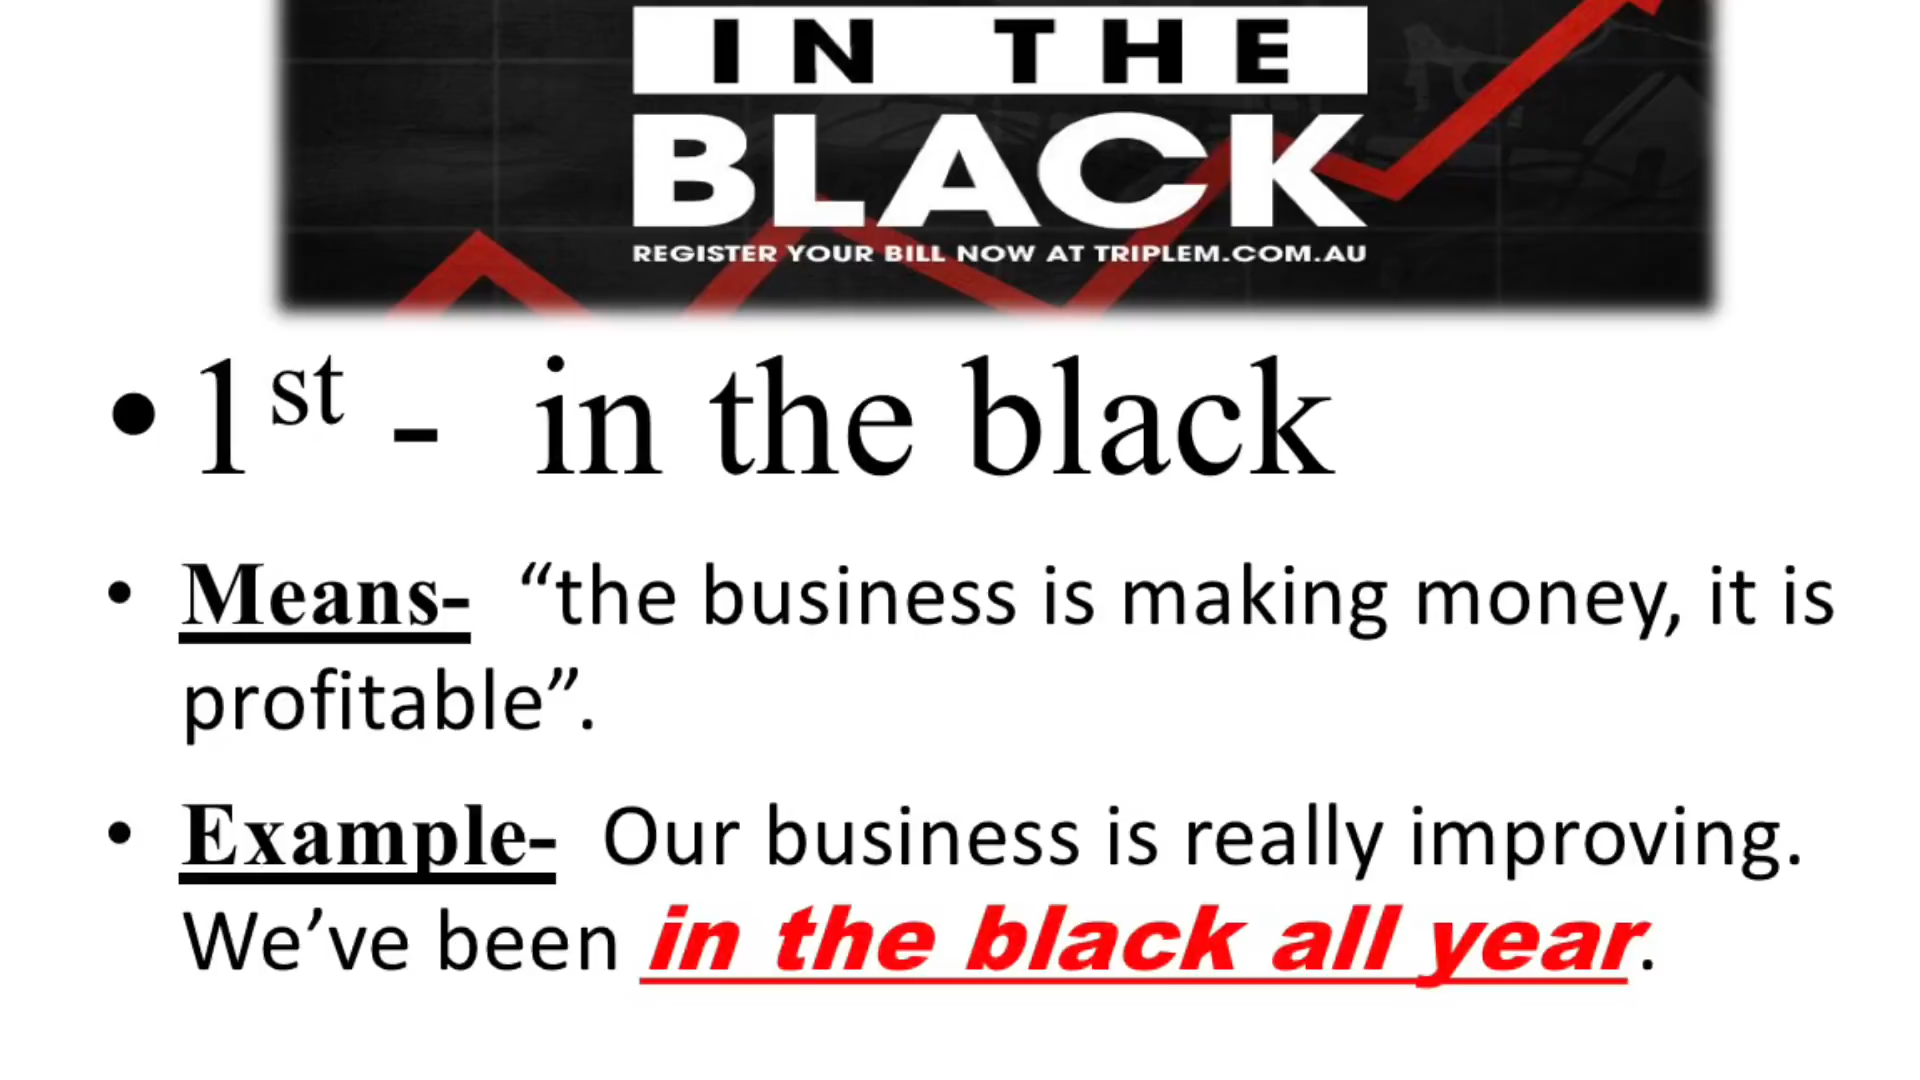 IN THE
BLACK
REGISTER YOUR BILL NOW AT TRIPLEM.COM.AU
• 1st - in the black
• Means- “the business is making money, it is
profitable”.
• Example- Our business is really improving.
We’ve been in the black all year.